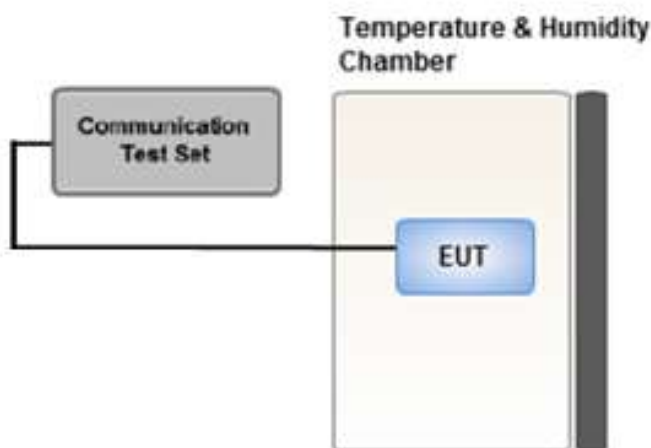 Temperature & Humidity
Chamber
Communication
Test Set
EUT